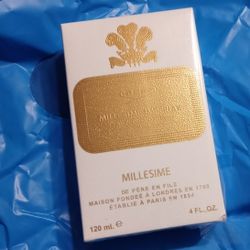 MILLESIME
DE PÈRE EN FILS
MAISON FONDÉE A LONDRES EN 1760
ÉTABLIE À PARIS EN 1854
120 mL ℮
4 FL.OZ.